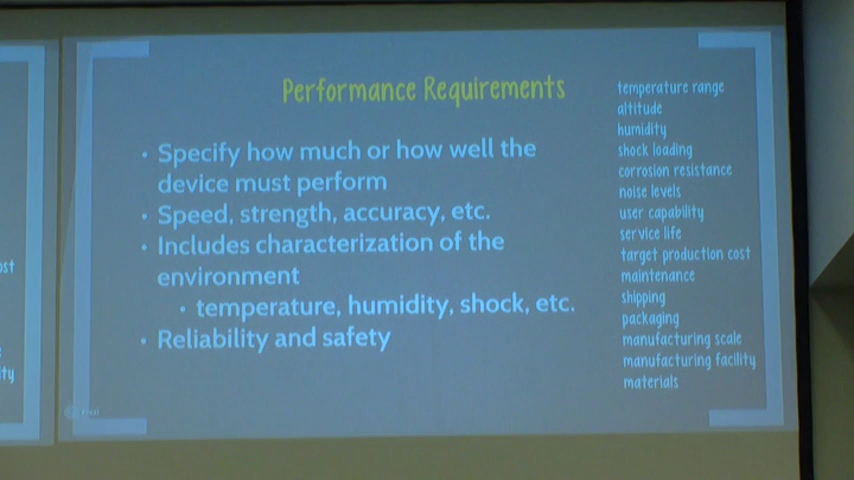 Performance Requirements
• Specify how much or how well the
device must perform
• Speed, strength, accuracy, etc.
• Includes characterization of the
environment
• temperature, humidity, shock, etc.
• Reliability and safety
temperature range
altitude
humidity
shock loading
corrosion resistance
noise levels
user capability
service life
target production cost
maintenance
shipping
packaging
manufacturing scale
manufacturing facility
materials
ost
ity